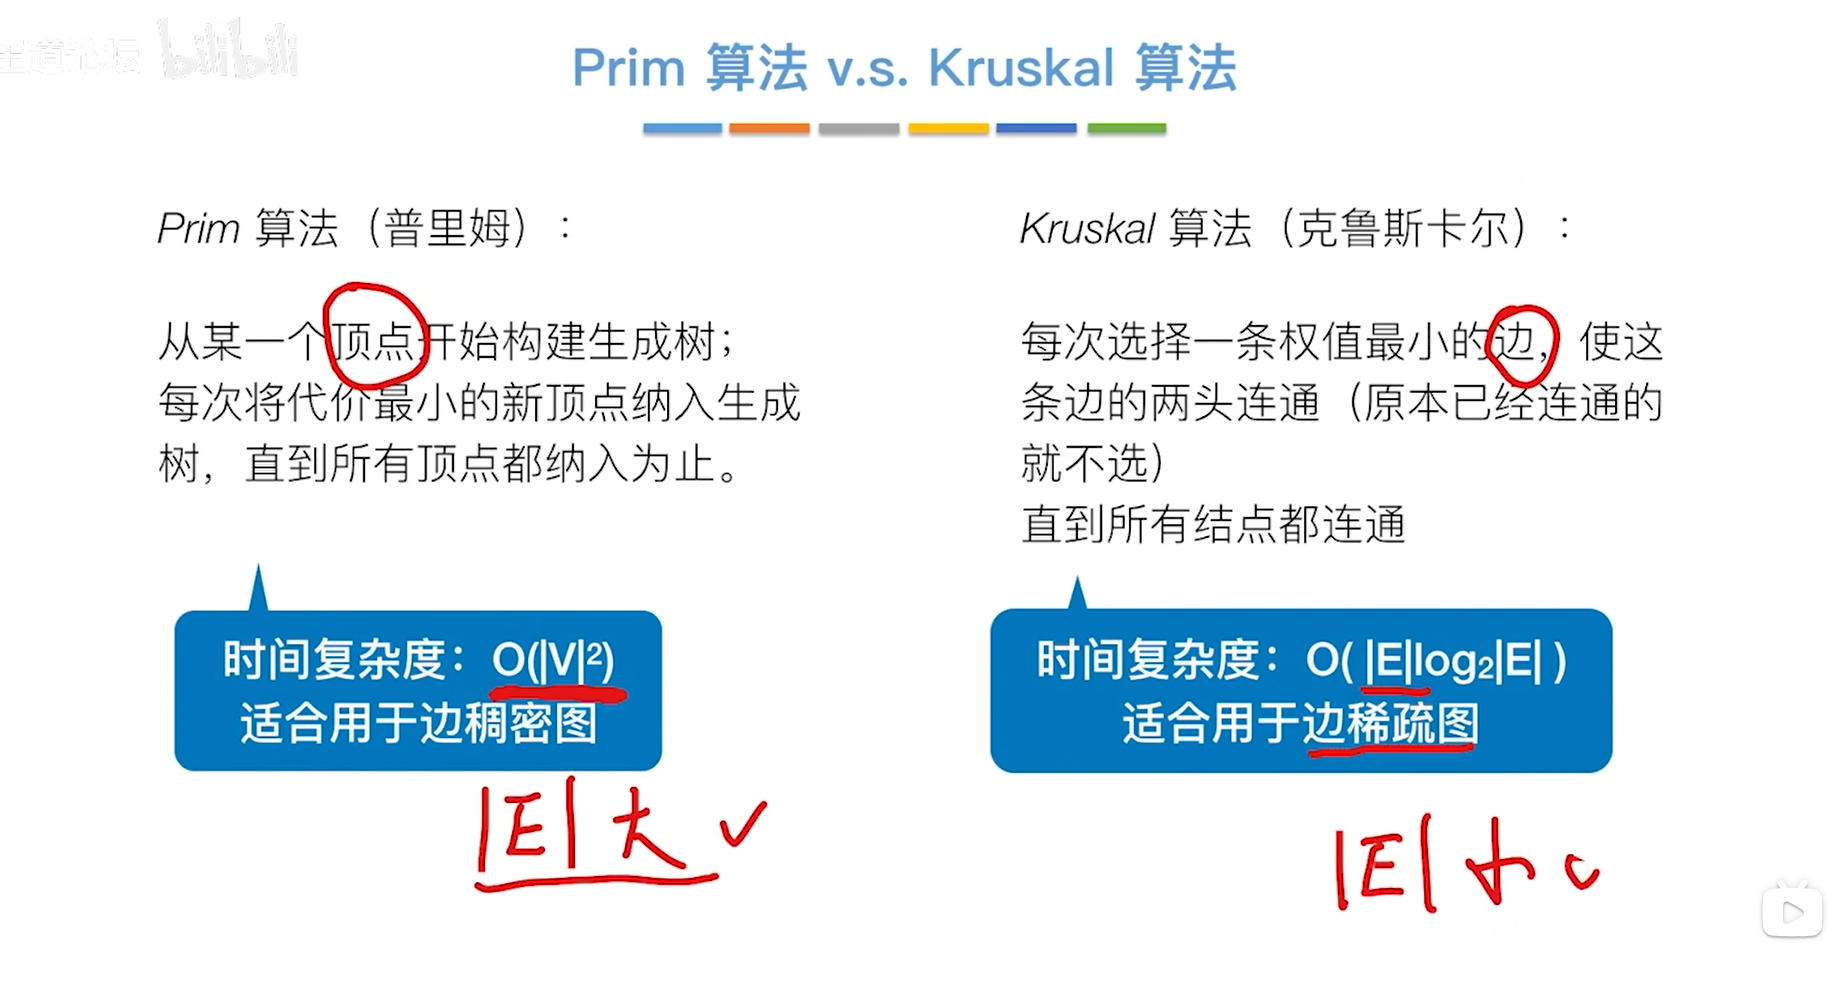 王道论坛 bilibili
Prim 算法 v.s. Kruskal 算法
Prim 算法（普里姆）：
从某一个顶点开始构建生成树；
每次将代价最小的新顶点纳入生成
树，直到所有顶点都纳入为止。
时间复杂度：O(|V|²)
适合用于边稠密图
|E| 大 ✓
Kruskal 算法（克鲁斯卡尔）：
每次选择一条权值最小的边，使这
条边的两头连通（原本已经连通的
就不选）
直到所有结点都连通
时间复杂度：O( |E|log₂|E| )
适合用于边稀疏图
|E| 小 ✓